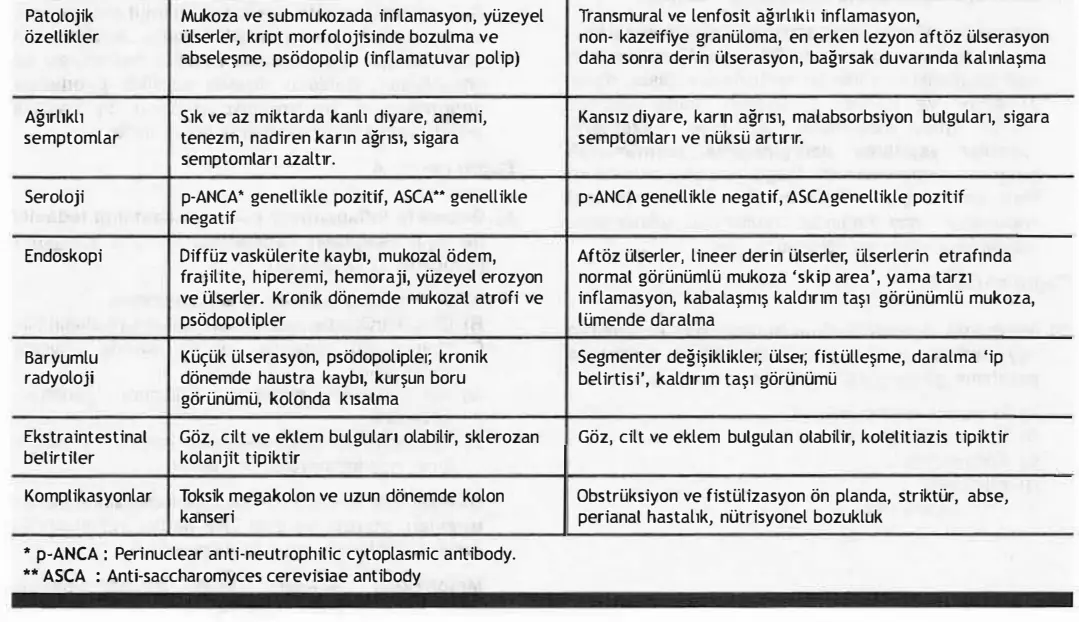 Patolojik
özellikler
Mukoza ve submukozada inflamasyon, yüzeyel
ülserler, kript morfolojisinde bozulma ve
abseleşme, psödopolip (inflamatuvar polip)
Transmural ve lenfosit ağırlıklı inflamasyon,
non- kazeifiye granüloma, en erken lezyon aftöz ülserasyon
daha sonra derin ülserasyon, bağırsak duvarında kalınlaşma
Ağırlıklı
semptomlar
Sık ve az miktarda kanlı diyare, anemi,
tenezm, nadiren karın ağrısı, sigara
semptomları azaltır.
Kansız diyare, karın ağrısı, malabsorbsiyon bulguları, sigara
semptomları ve nüksü artırır.
Seroloji
p-ANCA* genellikle pozitif, ASCA** genellikle
negatif
p-ANCA genellikle negatif, ASCA genellikle pozitif
Endoskopi
Diffüz vaskülerite kaybı, mukozal ödem,
frajilite, hiperemi, hemoraji, yüzeyel erozyon
ve ülserler. Kronik dönemde mukozal atrofi ve
psödopolipler
Aftöz ülserler, lineer derin ülserler, ülserlerin etrafında
normal görünümlü mukoza ‘skip area’, yama tarzı
inflamasyon, kabalaşmış kaldırım taşı görünümlü mukoza,
lümende daralma
Baryumlu
radyoloji
Küçük ülserasyon, psödopolipler, kronik
dönemde haustra kaybı, kurşun boru
görünümü, kolonda kısalma
Segmenter değişiklikler, ülser, fistülleşme, daralma ‘ip
belirtisi’, kaldırım taşı görünümü
Ekstraintestinal
belirtiler
Göz, cilt ve eklem bulguları olabilir, sklerozan
kolanjit tipiktir
Göz, cilt ve eklem bulgulan olabilir, kolelitiazis tipiktir
Komplikasyonlar
Toksik megakolon ve uzun dönemde kolon
kanseri
Obstrüksiyon ve fistülizasyon ön planda, striktür, abse,
perianal hastalık, nütrisyonel bozukluk
* p-ANCA : Perinuclear anti-neutrophilic cytoplasmic antibody.
** ASCA : Anti-saccharomyces cerevisiae antibody